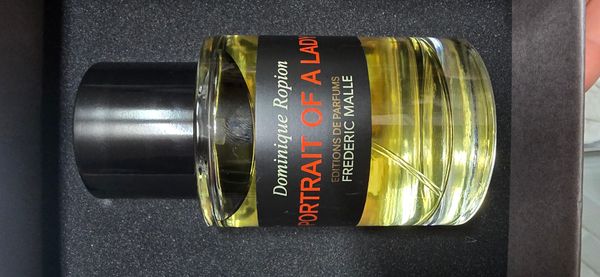 Dominique Ropion
PORTRAIT OF A LADY
EDITIONS DE PARFUMS
FREDERIC MALLE